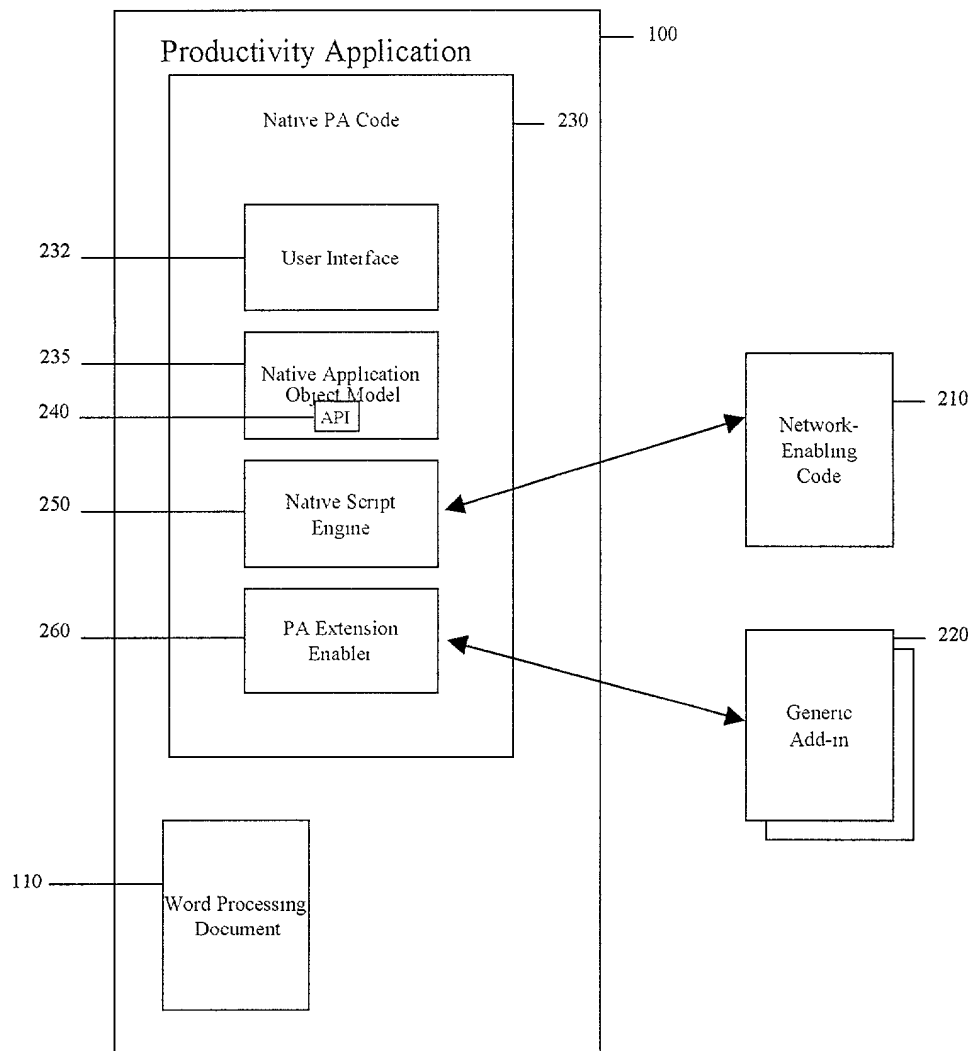 Productivity Application
100
Native PA Code
230
232
User Interface
235
Native Application
Object Model
240
API
210
Network-
Enabling
Code
250
Native Script
Engine
260
PA Extension
Enabler
220
Generic
Add-in
110
Word Processing
Document